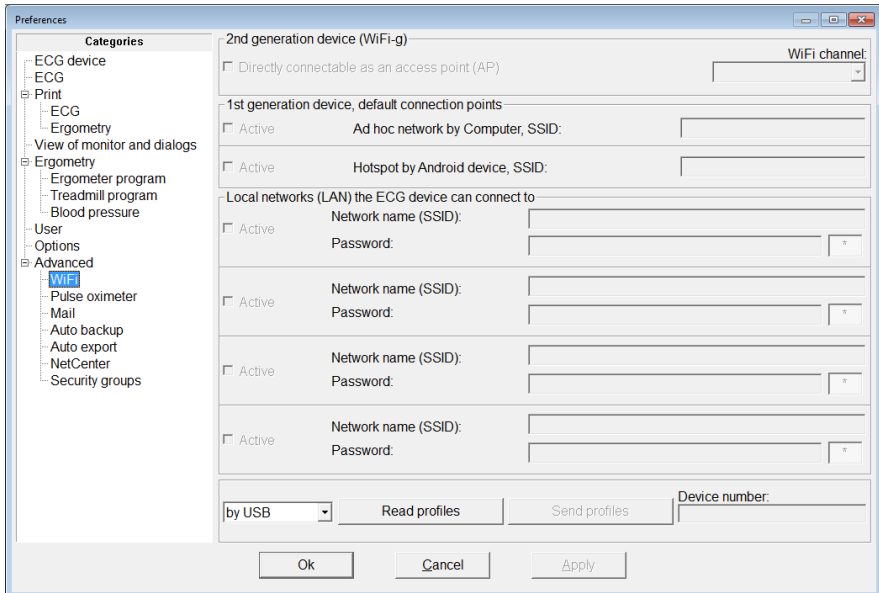 Preferences
Categories
ECG device
ECG
Print
ECG
Ergometry
View of monitor and dialogs
Ergometry
Ergometer program
Treadmill program
Blood pressure
User
Options
Advanced
WiFi
Pulse oximeter
Mail
Auto backup
Auto export
NetCenter
Security groups
2nd generation device (WiFi-g)
Directly connectable as an access point (AP)
WiFi channel:
1st generation device, default connection points
Active Ad hoc network by Computer, SSID:
Active Hotspot by Android device, SSID:
Local networks (LAN) the ECG device can connect to
Network name (SSID):
Active
Password: *
Network name (SSID):
Active
Password: *
Network name (SSID):
Active
Password: *
Network name (SSID):
Active
Password: *
by USB Read profiles Send profiles
Device number:
Ok Cancel Apply